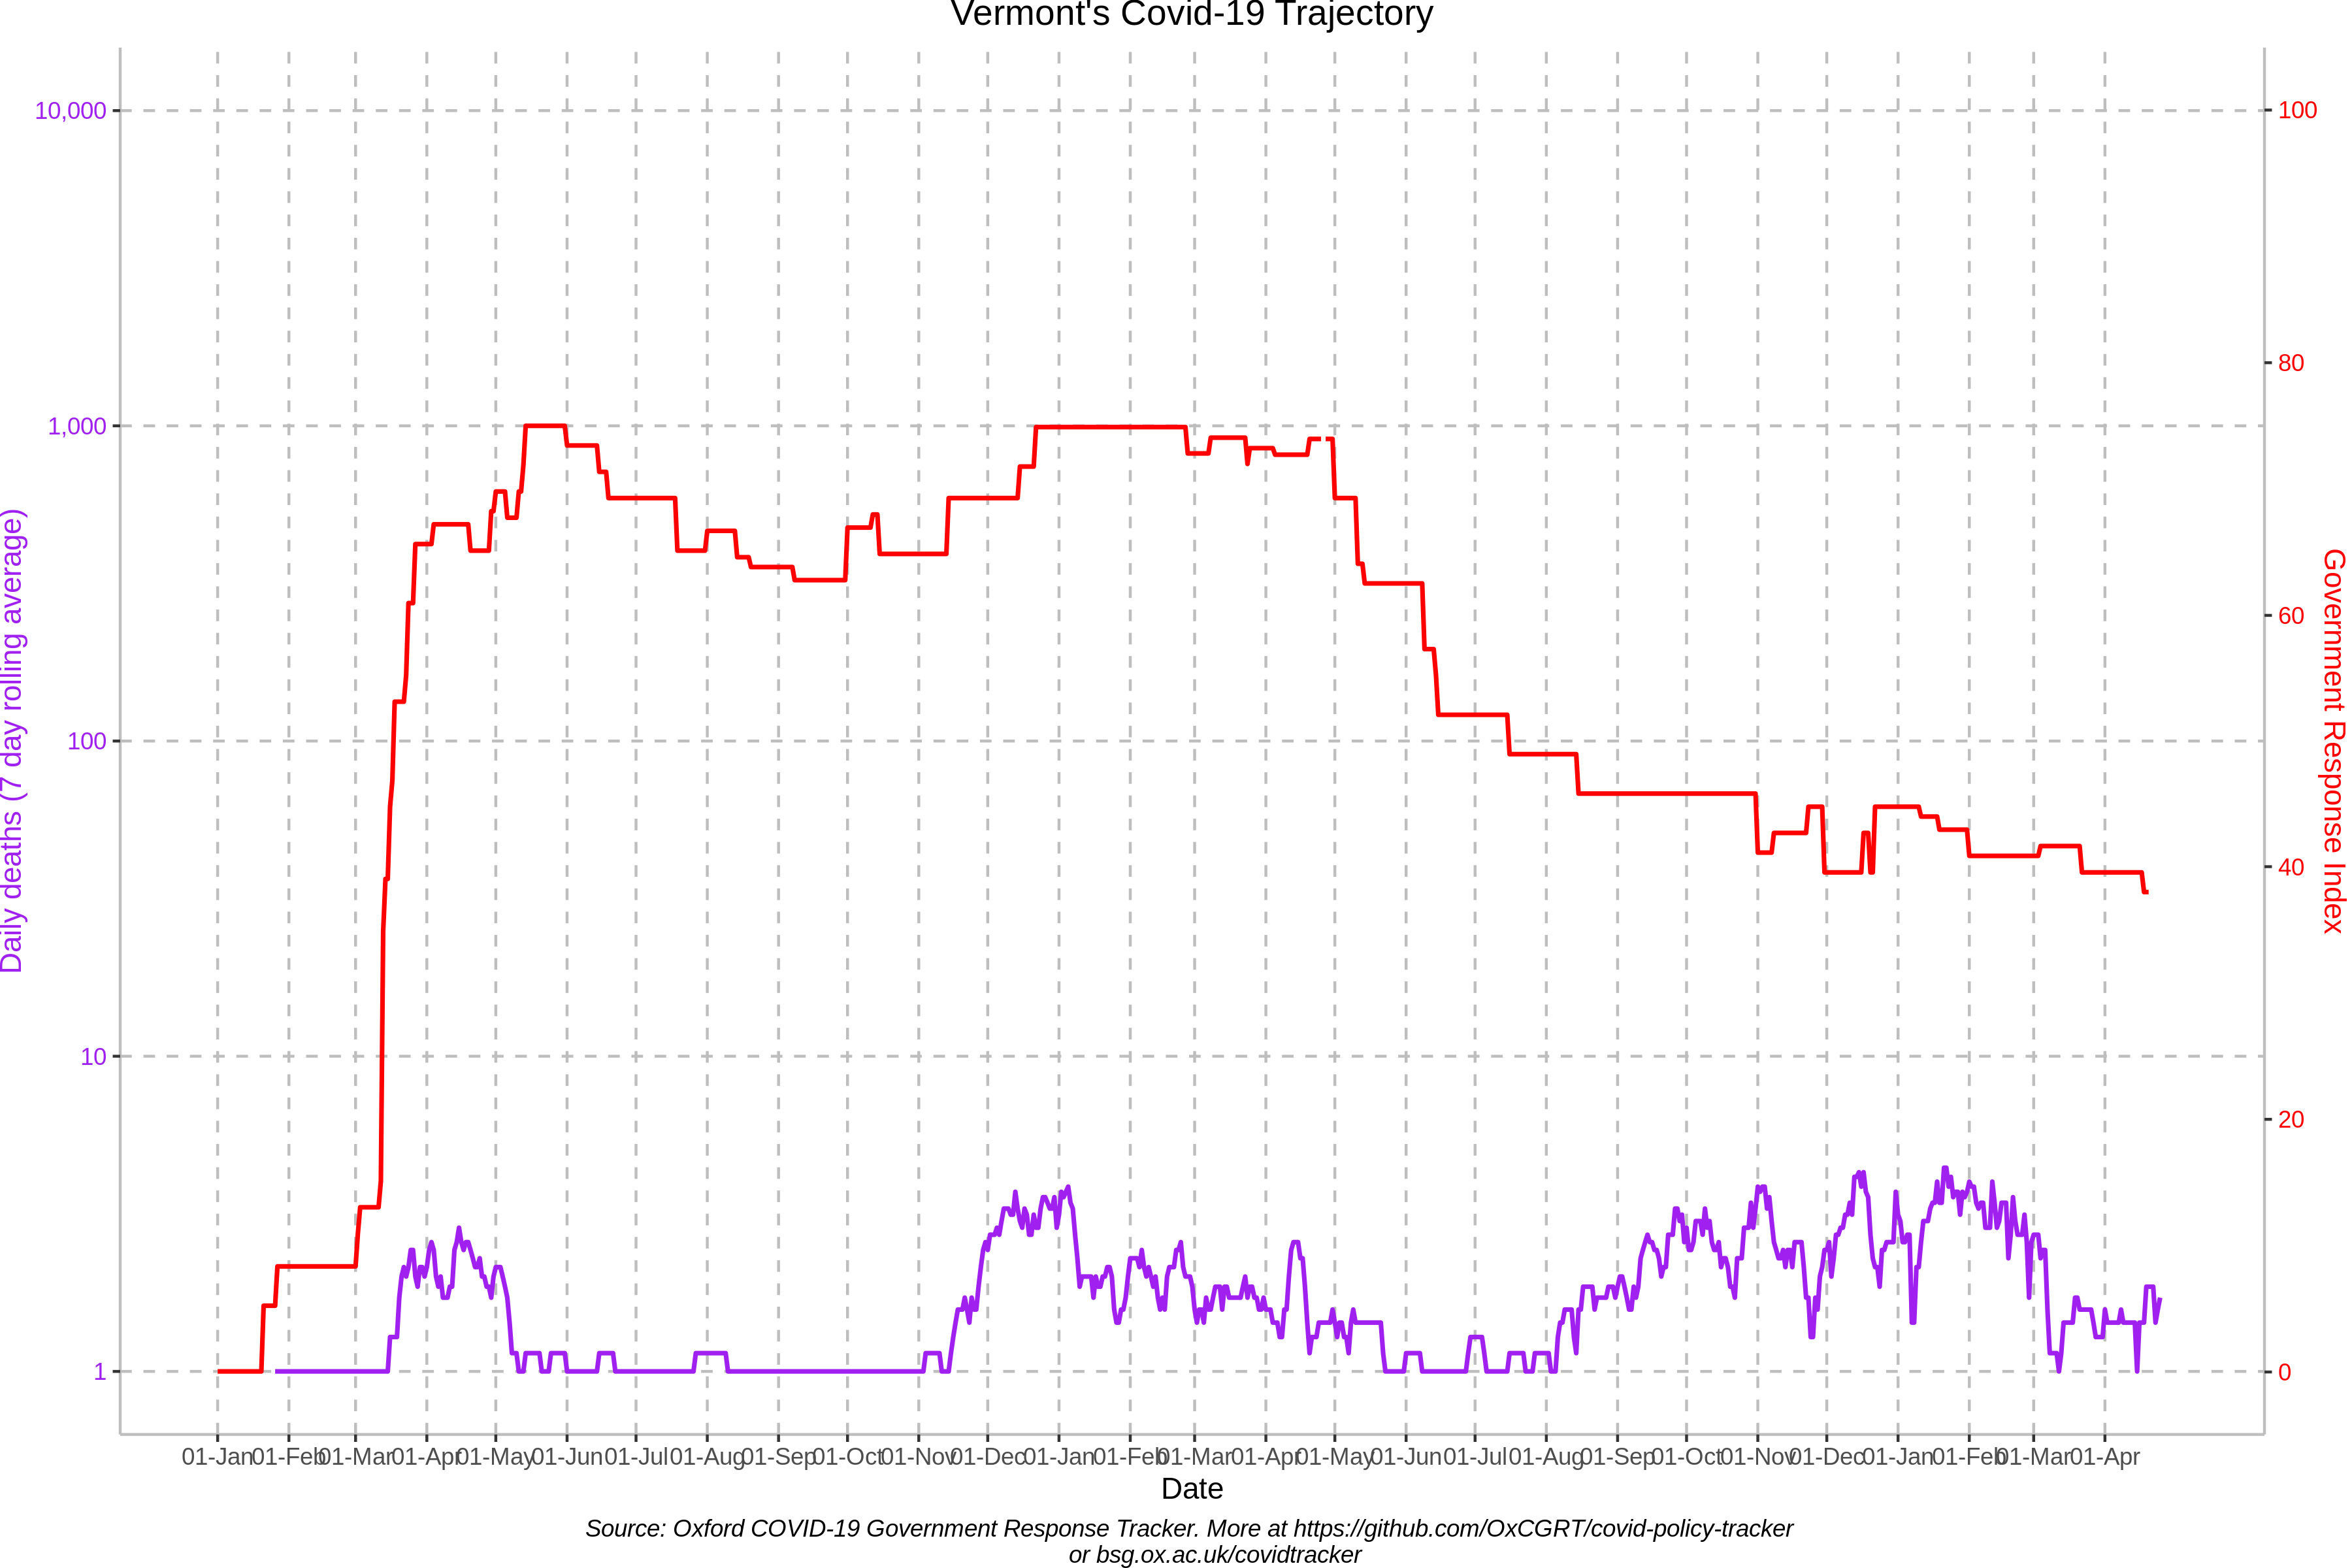 Vermont's Covid-19 Trajectory
10,000
1,000
100
10
1
Daily deaths (7 day rolling average)
100
80
60
40
20
0
Government Response Index
01-Jan 01-Feb 01-Mar 01-Apr 01-May 01-Jun 01-Jul 01-Aug 01-Sep 01-Oct 01-Nov 01-Dec 01-Jan 01-Feb 01-Mar 01-Apr 01-May 01-Jun 01-Jul 01-Aug 01-Sep 01-Oct 01-Nov 01-Dec 01-Jan 01-Feb 01-Mar 01-Apr
Date
Source: Oxford COVID-19 Government Response Tracker. More at https://github.com/OxCGRT/covid-policy-tracker
or bsg.ox.ac.uk/covidtracker